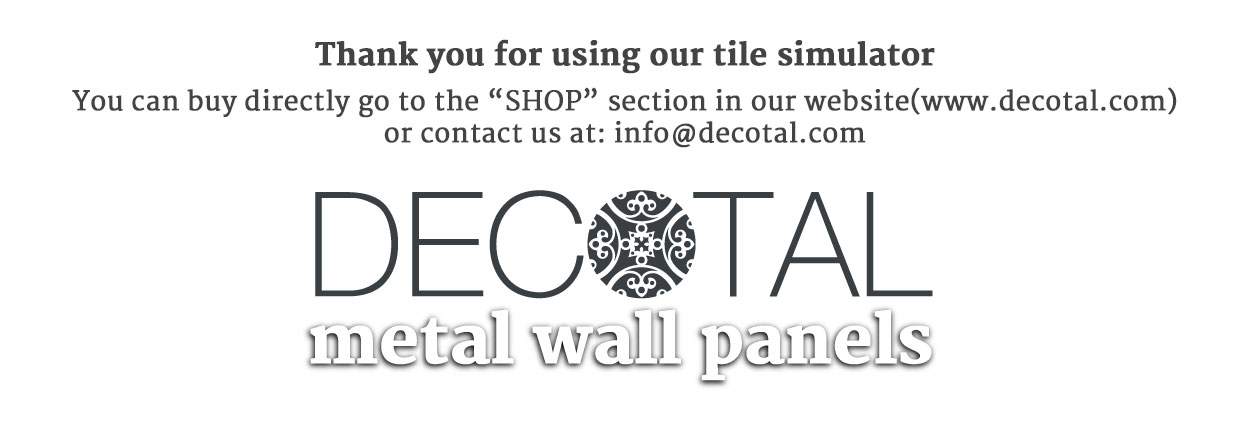 Thank you for using our tile simulator
You can buy directly go to the “SHOP” section in our website(www.decotal.com)
or contact us at: info@decotal.com
DECOTAL
metal wall panels